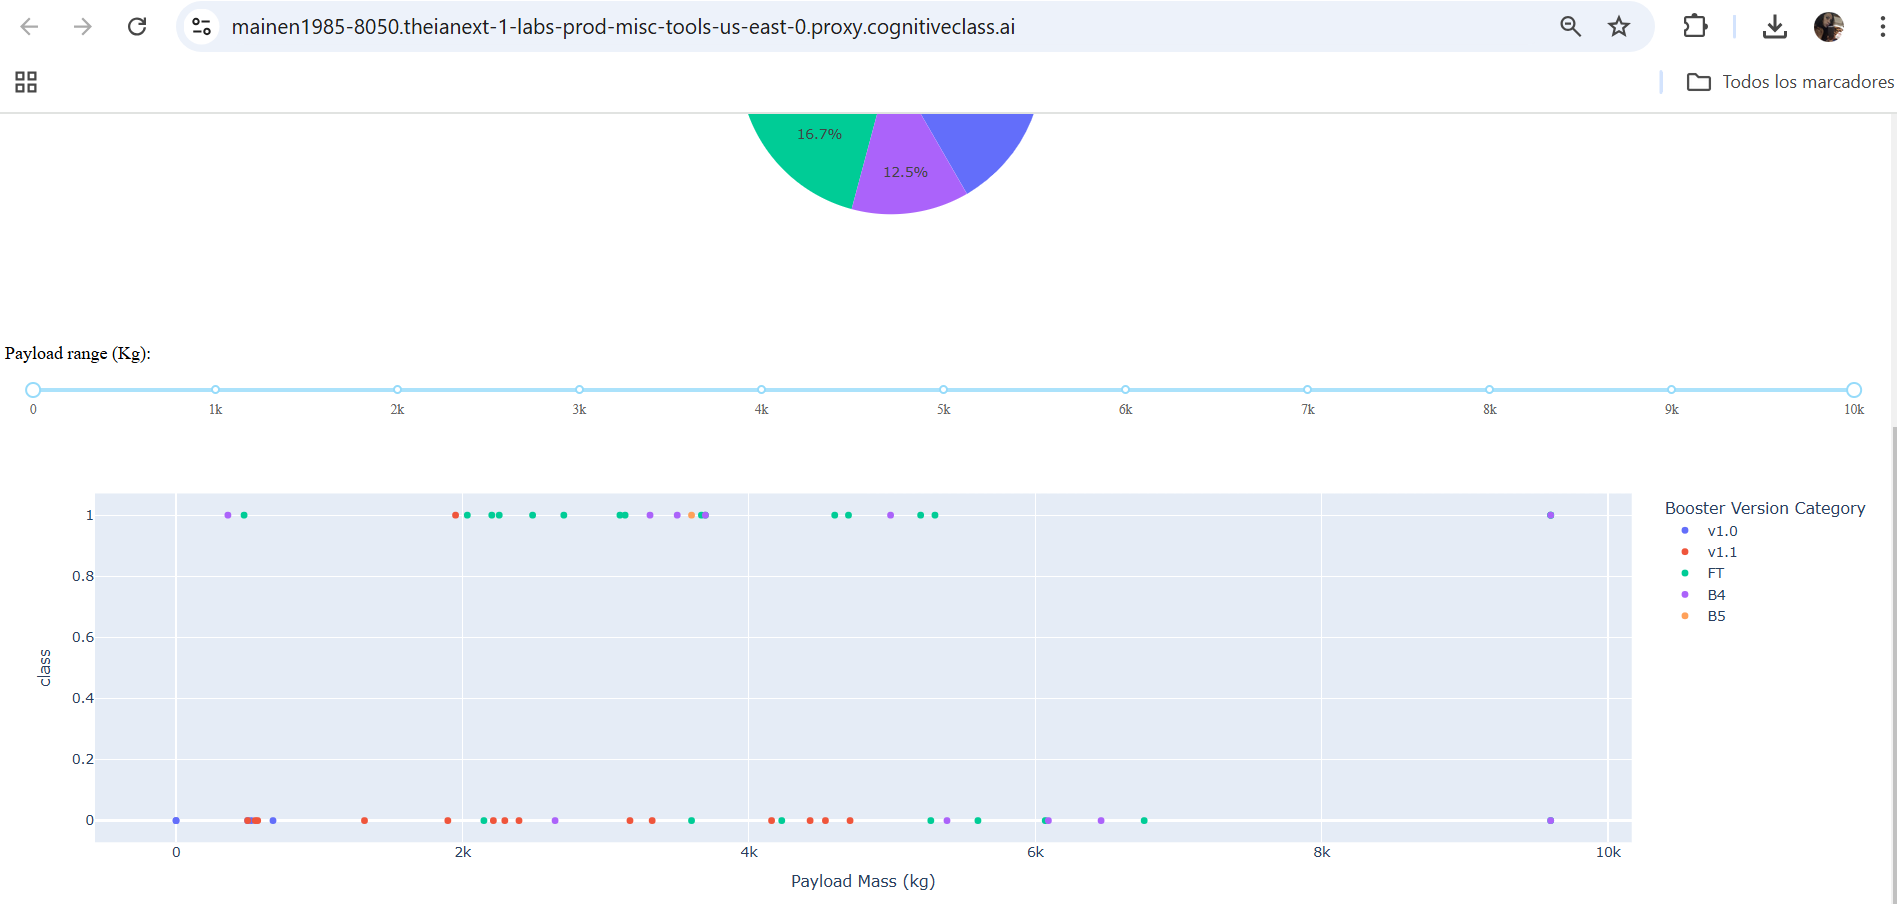 mainen1985-8050.theianext-1-labs-prod-misc-tools-us-east-0.proxy.cognitiveclass.ai
Todos los marcadores
16.7%
12.5%
Payload range (Kg):
0 1k 2k 3k 4k 5k 6k 7k 8k 9k 10k
Booster Version Category
v1.0
v1.1
FT
B4
B5
1
0.8
0.6
0.4
0.2
0
class
0 2k 4k 6k 8k 10k
Payload Mass (kg)